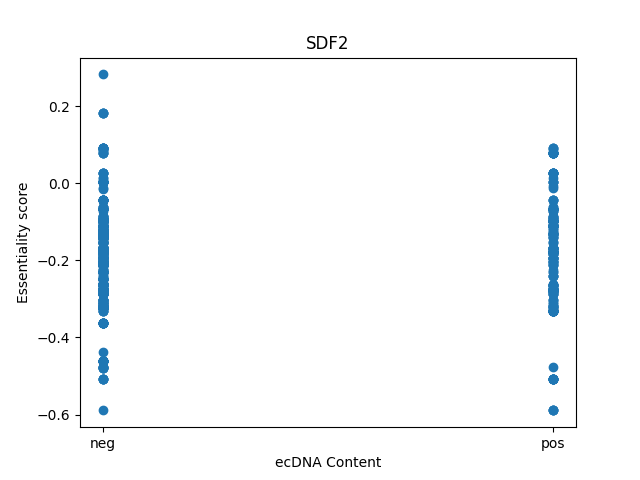 SDF2
Essentiality score
0.2
0.0
−0.2
−0.4
−0.6
neg
pos
ecDNA Content